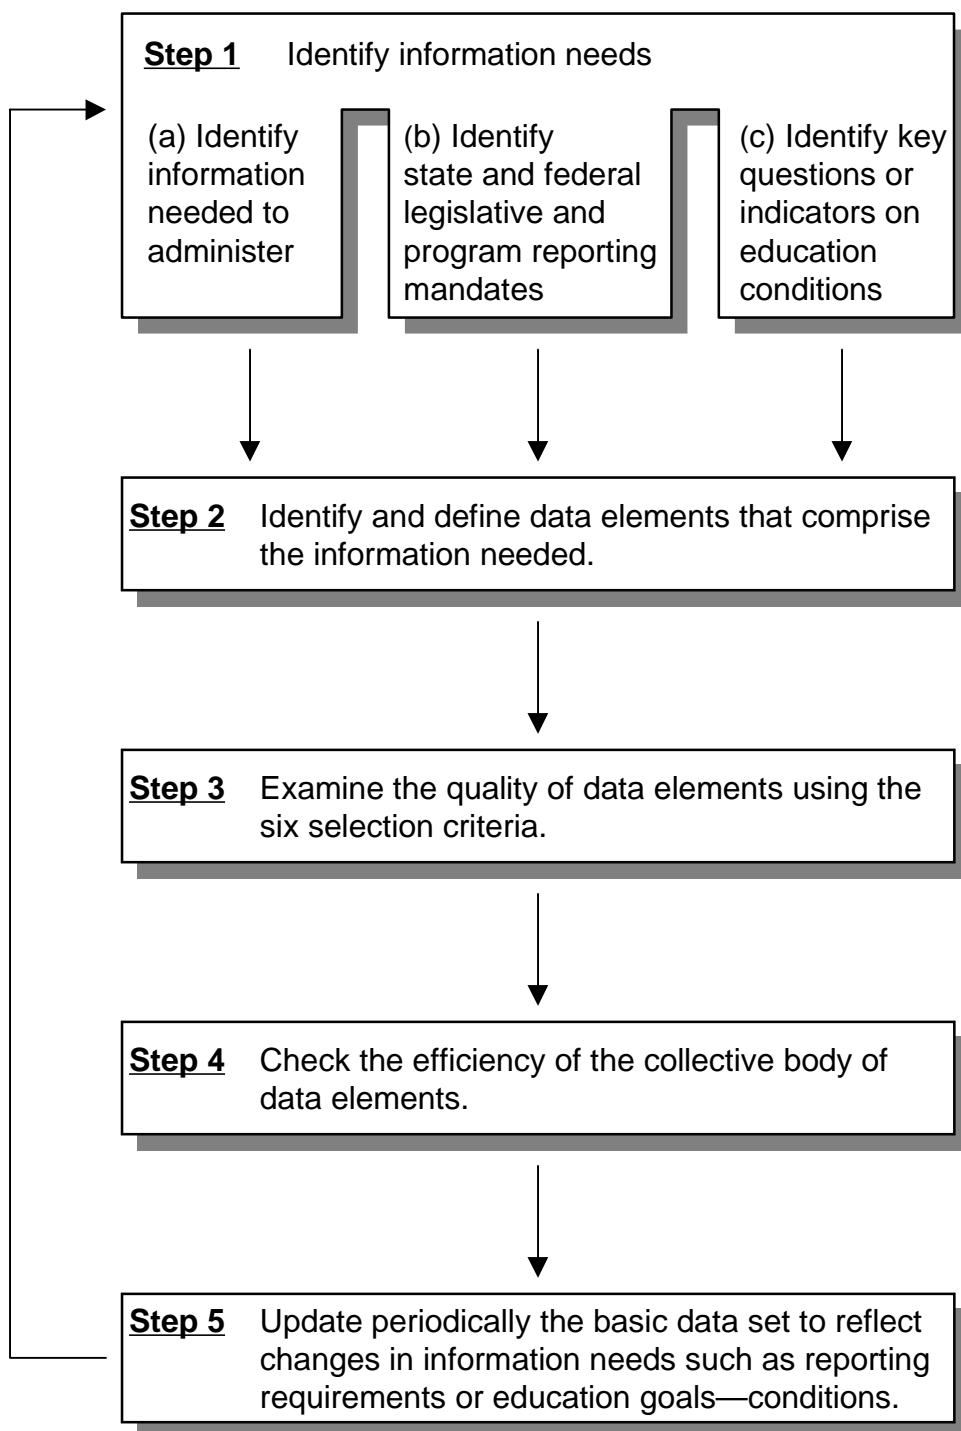 Step 1 Identify information needs
(a) Identify
information
needed to
administer
(b) Identify
state and federal
legislative and
program reporting
mandates
(c) Identify key
questions or
indicators on
education
conditions
Step 2 Identify and define data elements that comprise
the information needed.
Step 3 Examine the quality of data elements using the
six selection criteria.
Step 4 Check the efficiency of the collective body of
data elements.
Step 5 Update periodically the basic data set to reflect
changes in information needs such as reporting
requirements or education goals—conditions.